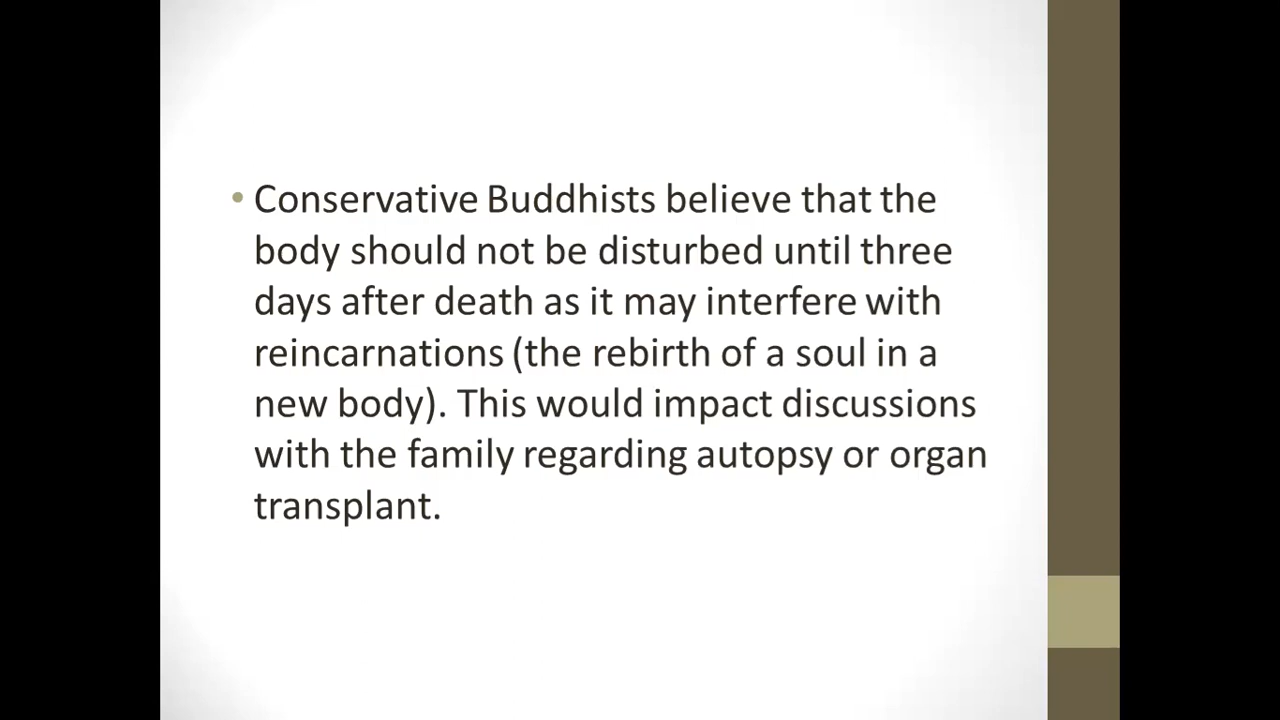 • Conservative Buddhists believe that the
body should not be disturbed until three
days after death as it may interfere with
reincarnations (the rebirth of a soul in a
new body). This would impact discussions
with the family regarding autopsy or organ
transplant.